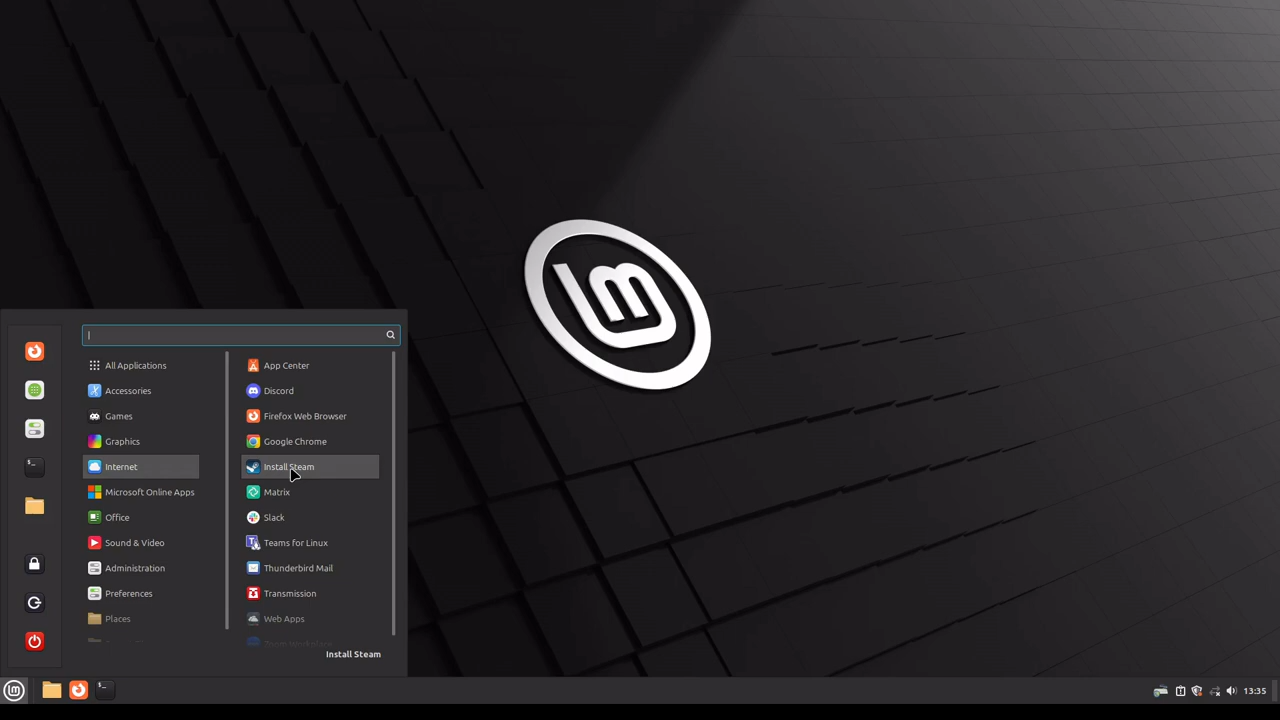 All Applications
Accessories
Games
Graphics
Internet
Microsoft Online Apps
Office
Sound & Video
Administration
Preferences
Places
App Center
Discord
Firefox Web Browser
Google Chrome
Install Steam
Matrix
Slack
Teams for Linux
Thunderbird Mail
Transmission
Web Apps
Zoom Workplace
Install Steam
13:35